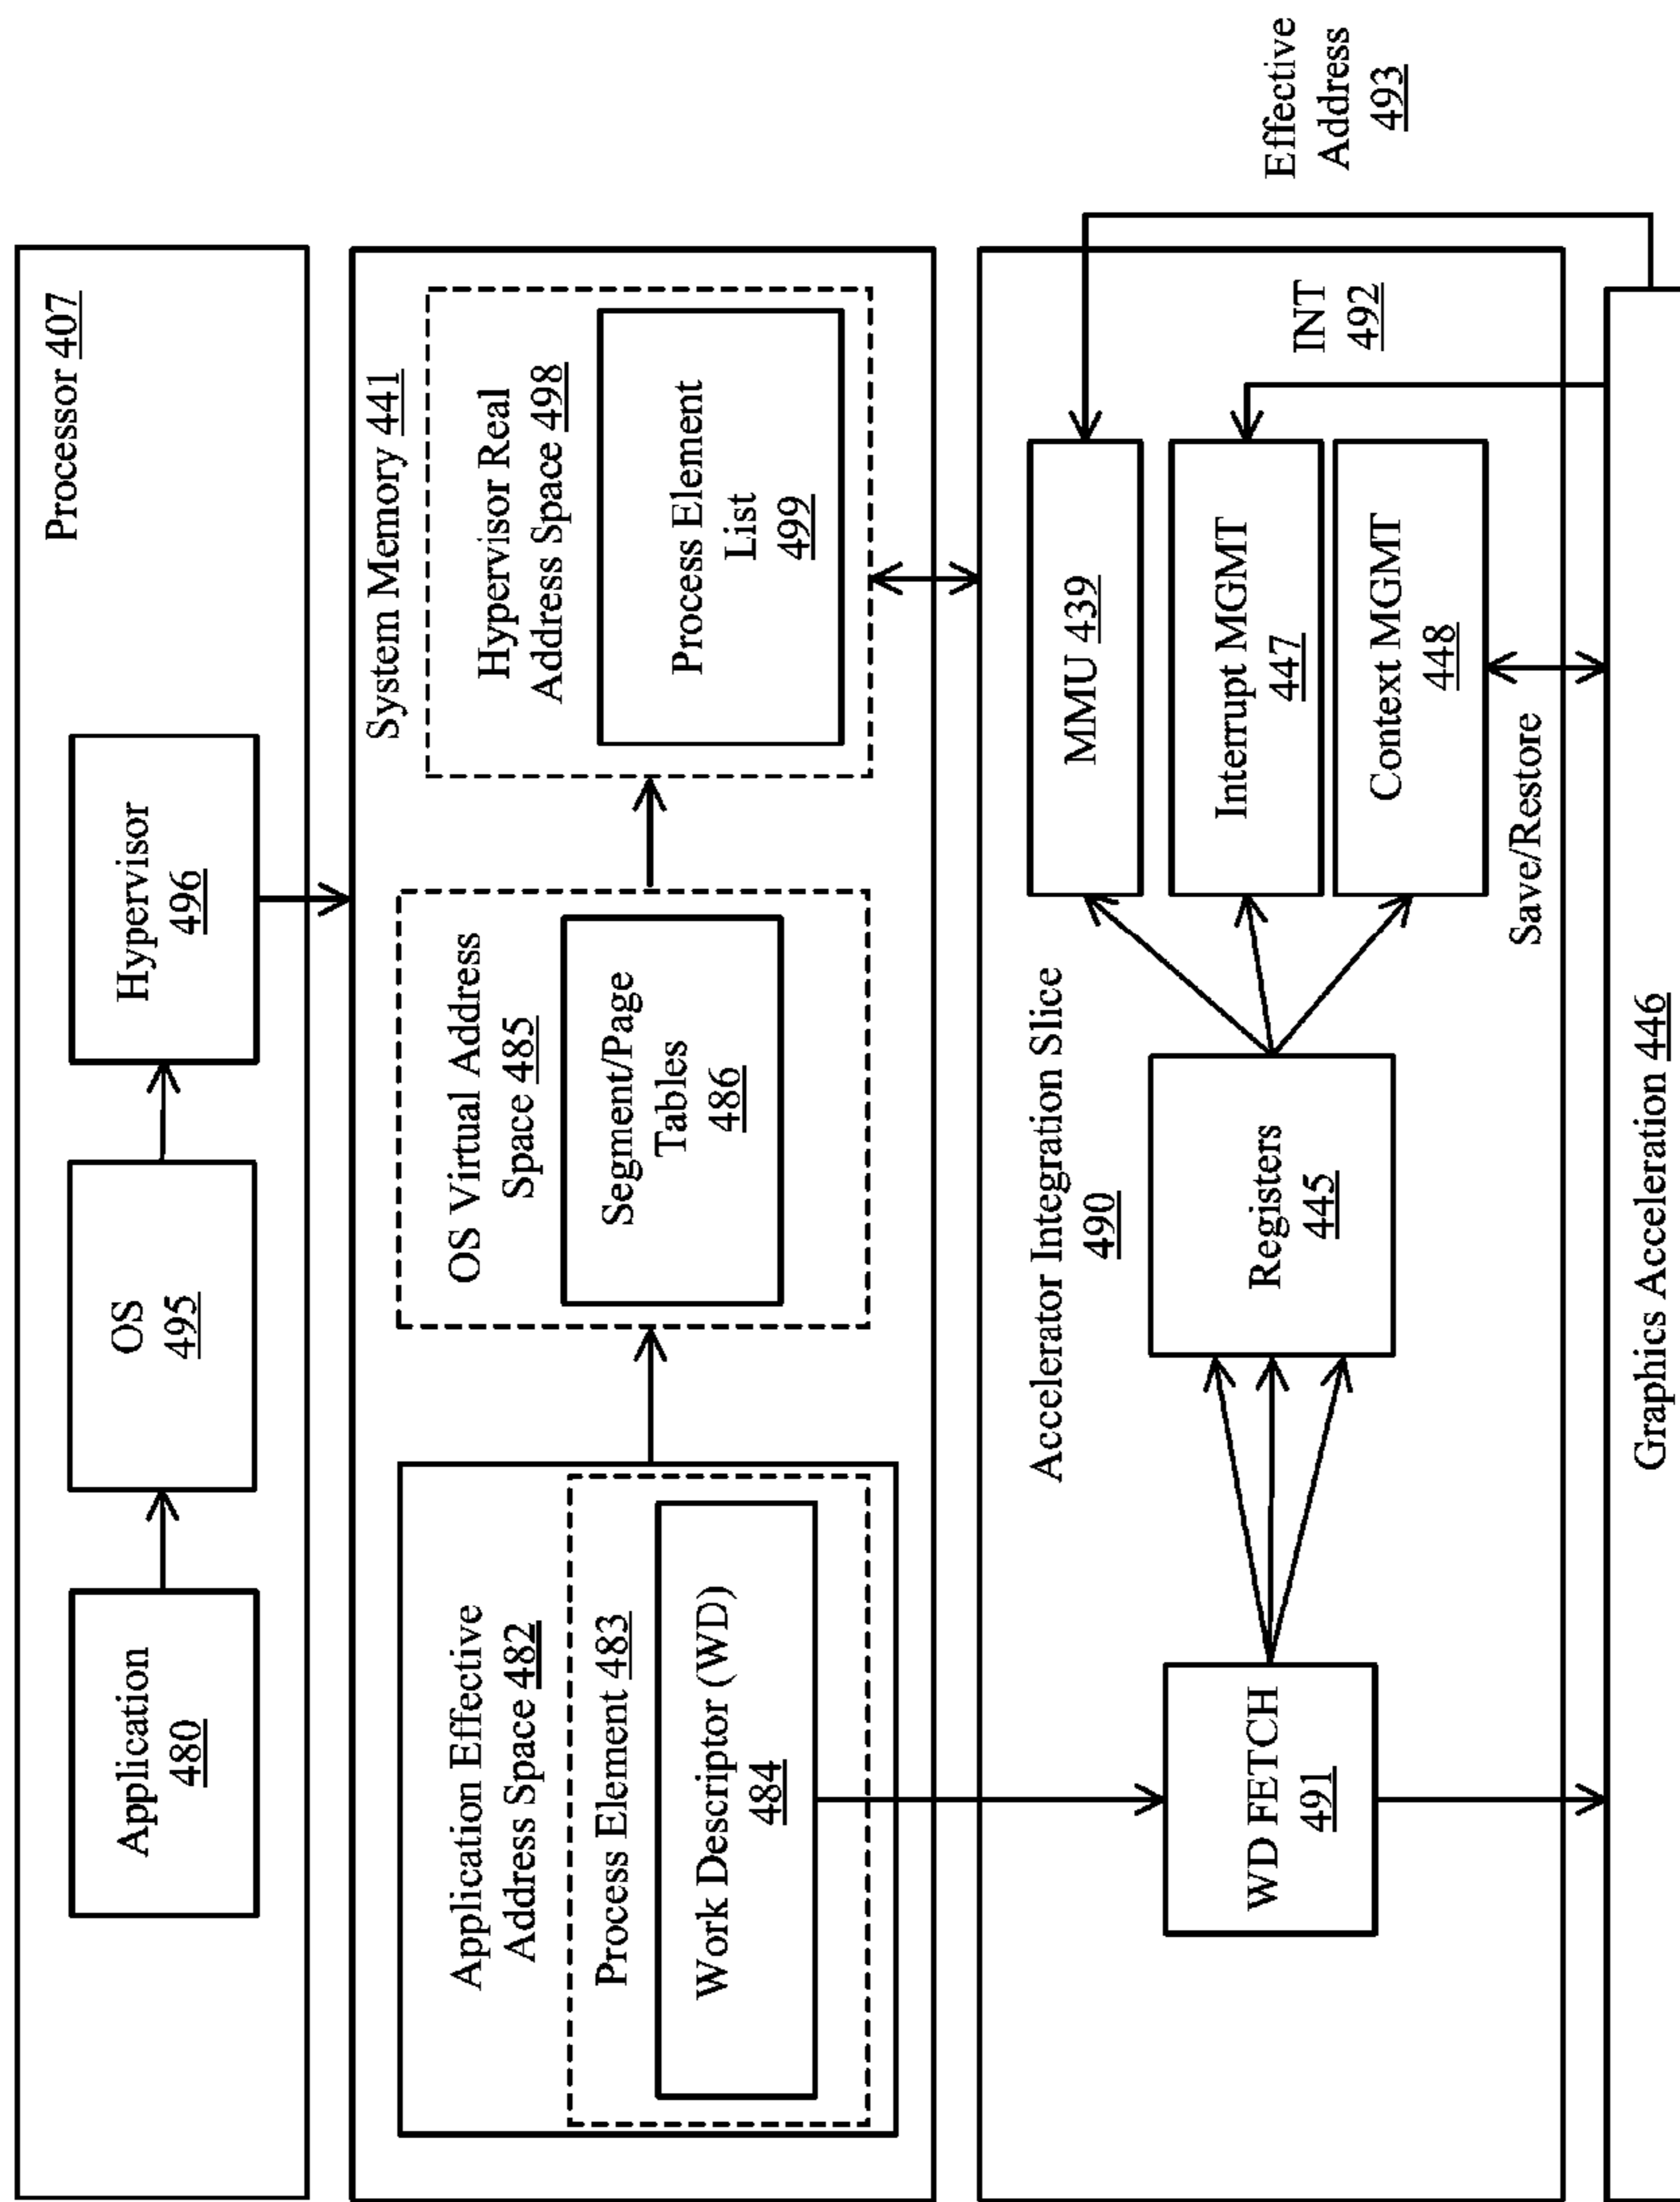 Processor 407
Application
480
OS
495
Hypervisor
496
System Memory 441
Application Effective
Address Space 482
Process Element 483
Work Descriptor (WD)
484
OS Virtual Address
Space 485
Segment/Page
Tables
486
Hypervisor Real
Address Space 498
Process Element
List
499
Accelerator Integration Slice
490
WD FETCH
491
Registers
445
MMU 439
Interrupt MGMT
447
Context MGMT
448
Save/Restore
INT
492
Effective
Address
493
Graphics Acceleration 446